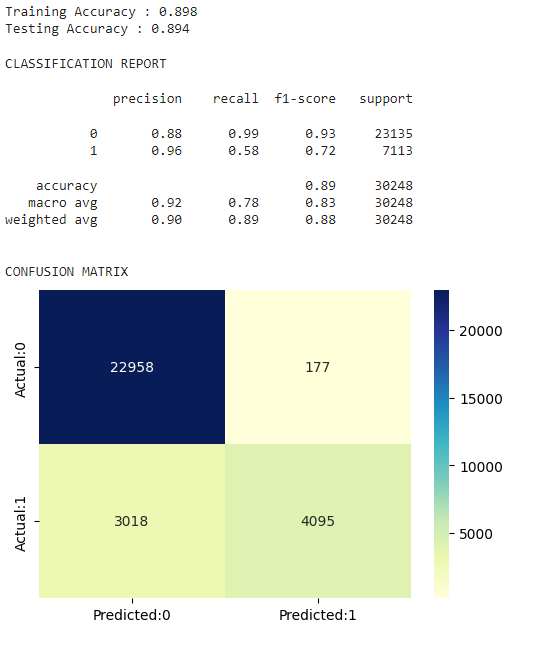 Training Accuracy : 0.898
Testing Accuracy : 0.894
CLASSIFICATION REPORT
precision recall f1-score support
0 0.88 0.99 0.93 23135
1 0.96 0.58 0.72 7113
accuracy 0.89 30248
macro avg 0.92 0.78 0.83 30248
weighted avg 0.90 0.89 0.88 30248
CONFUSION MATRIX
Actual:0
22958 177
Actual:1
3018 4095
Predicted:0 Predicted:1
20000
15000
10000
5000